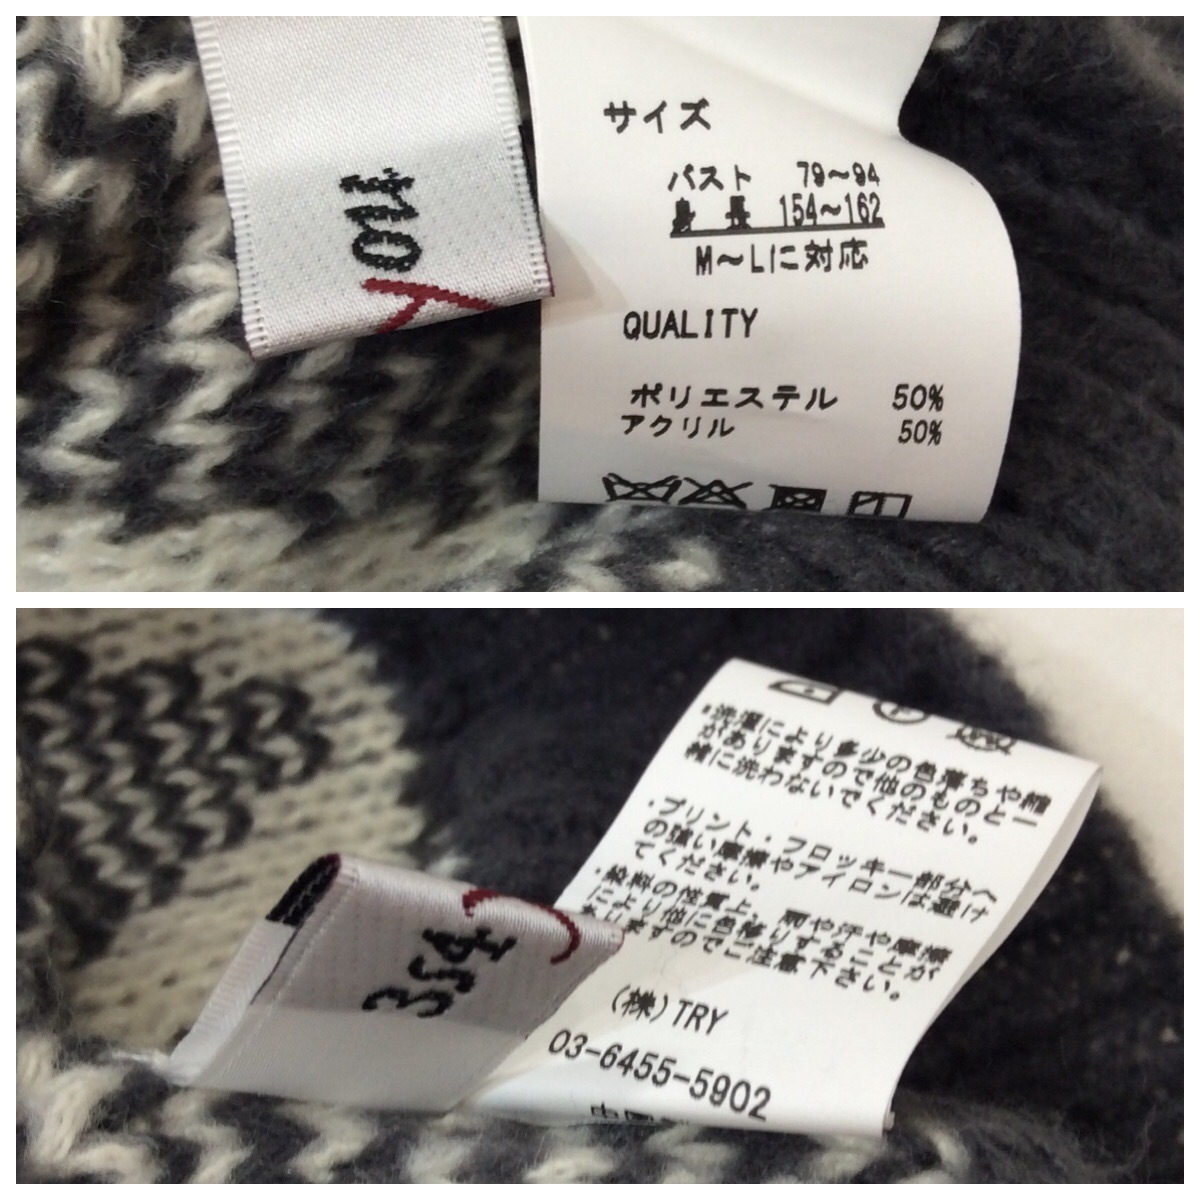 no
サイズ
バスト 79～94
身長 154～162
M～Lに対応
QUALITY
ポリエステル 50%
アクリル 50%
・洗濯により多少の色落ちや縮
がありますので他のものと一
緒に洗わないでください。
・プリント・フロッキー部分へ
の強い摩擦やアイロンは避け
てください。
・染料の性質上、雨や汗や摩擦
により他に色移りすることが
ありますのでご注意下さい。
(株)TRY
03-6455-5902
354